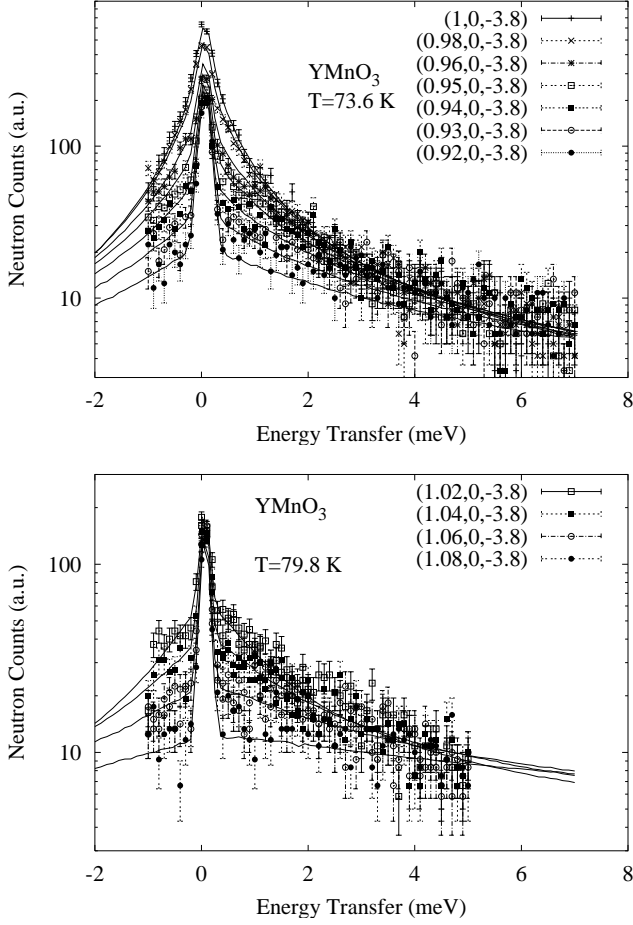 (1,0,-3.8)
(0.98,0,-3.8)
(0.96,0,-3.8)
(0.95,0,-3.8)
(0.94,0,-3.8)
(0.93,0,-3.8)
(0.92,0,-3.8)
YMnO3
T=73.6 K
Neutron Counts (a.u.)
100
10
-2 0 2 4 6 8
Energy Transfer (meV)
(1.02,0,-3.8)
(1.04,0,-3.8)
(1.06,0,-3.8)
(1.08,0,-3.8)
YMnO3
T=79.8 K
Neutron Counts (a.u.)
100
10
-2 0 2 4 6 8
Energy Transfer (meV)